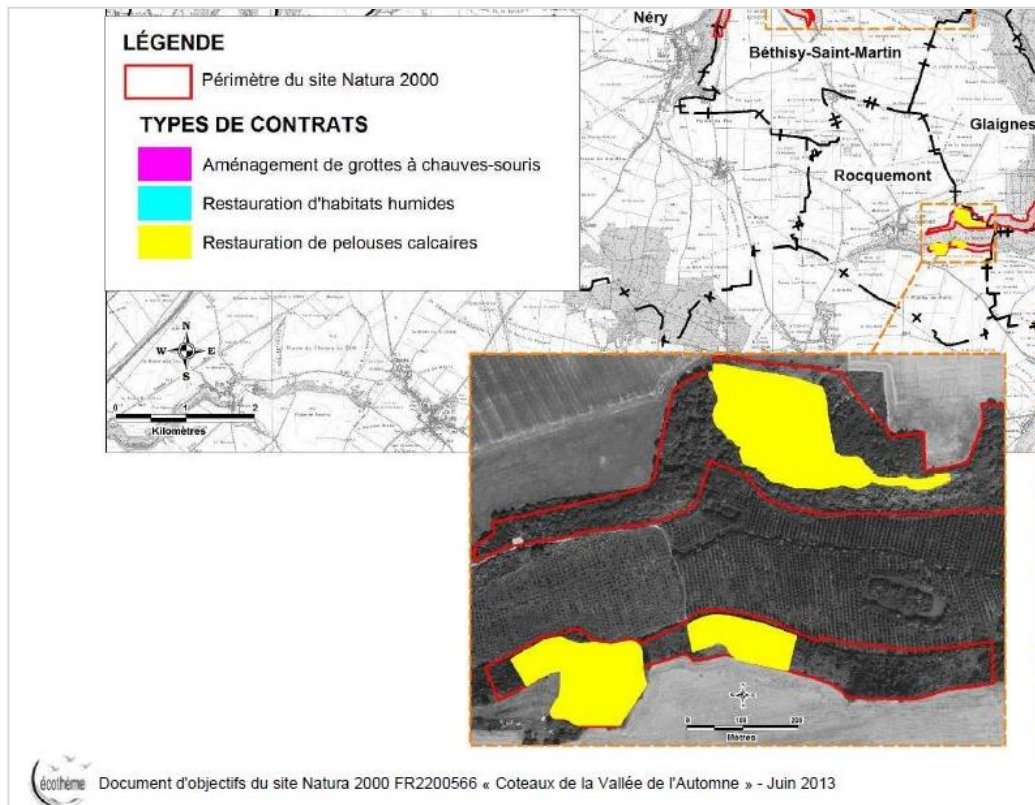 LÉGENDE
Périmètre du site Natura 2000
TYPES DE CONTRATS
Aménagement de grottes à chauves-souris
Restauration d'habitats humides
Restauration de pelouses calcaires
Néry
Béthisy-Saint-Martin
Glaignes
Rocquemont
N
W E
S
0 1 2
Kilomètres
0 100 200
Mètres
écothème
Document d'objectifs du site Natura 2000 FR2200566 « Coteaux de la Vallée de l'Automne » - Juin 2013